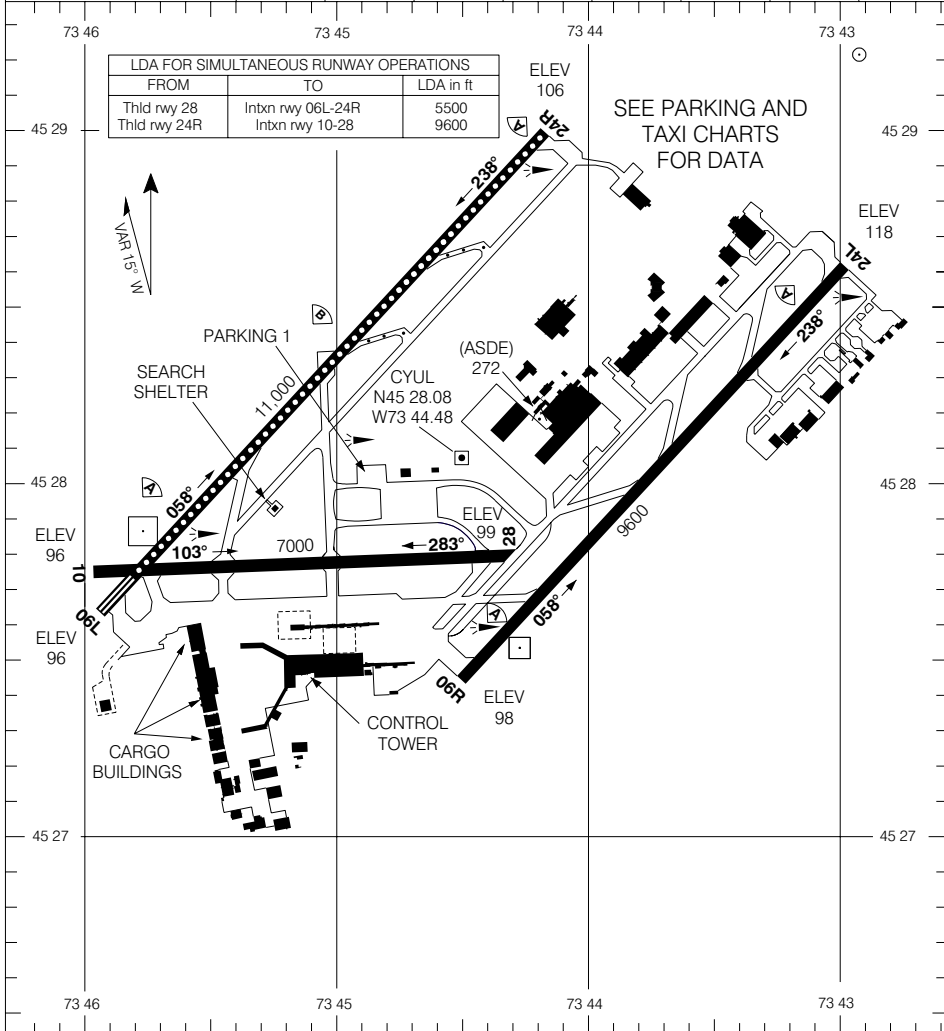 73 46
73 45
73 44
73 43
LDA FOR SIMULTANEOUS RUNWAY OPERATIONS
FROM TO LDA in ft
Thld rwy 28 Intxn rwy 06L-24R 5500
Thld rwy 24R Intxn rwy 10-28 9600
ELEV
106
24R
A
SEE PARKING AND
TAXI CHARTS
FOR DATA
45 29
45 29
VAR 15° W
238°
ELEV
118
24L
A
238°
B
PARKING 1
SEARCH
SHELTER
11,000
(ASDE)
272
CYUL
N45 28.08
W73 44.48
45 28
45 28
A
058°
ELEV
96
10
103°
7000
283°
ELEV
99
28
9600
06L
ELEV
96
A
058°
06R
ELEV
98
CONTROL
TOWER
CARGO
BUILDINGS
45 27
45 27
73 46
73 45
73 44
73 43